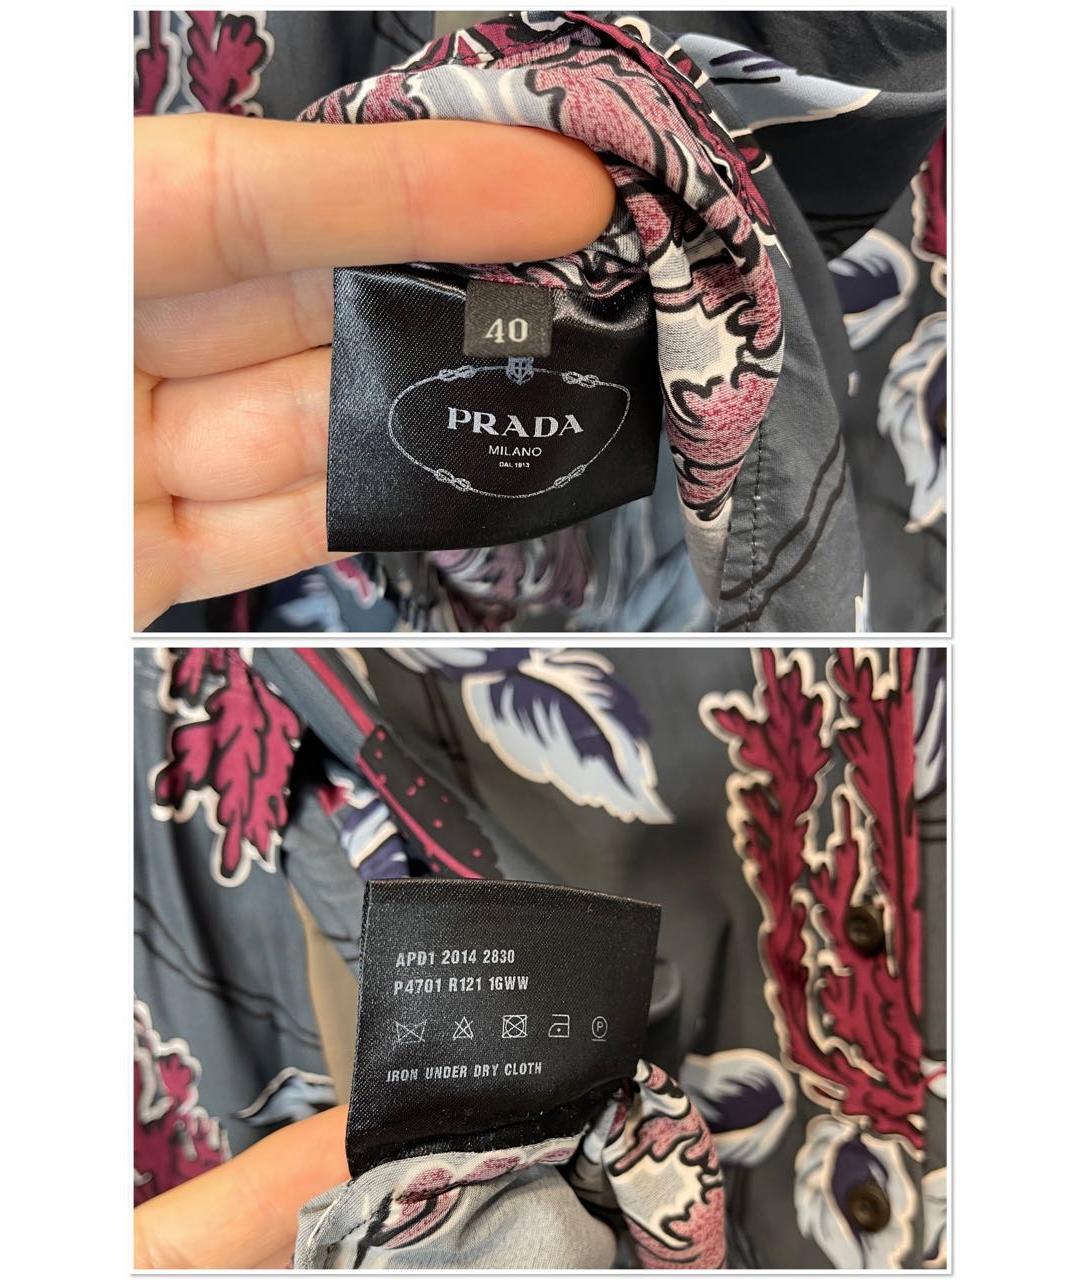 40
PRADA
MILANO
DAL 1913
APD1 2014 2830
P4701 R121 1GWW
P
IRON UNDER DRY CLOTH